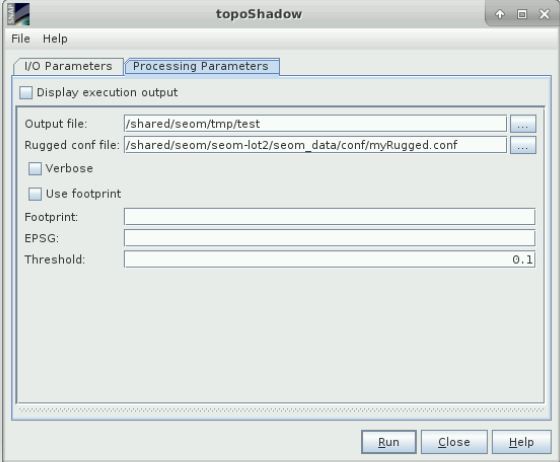 SNAP
topoShadow
File Help
I/O Parameters Processing Parameters
Display execution output
Output file: /shared/seom/tmp/test ...
Rugged conf file: /shared/seom/seom-lot2/seom_data/conf/myRugged.conf ...
Verbose
Use footprint
Footprint:
EPSG:
Threshold: 0.1
Run Close Help